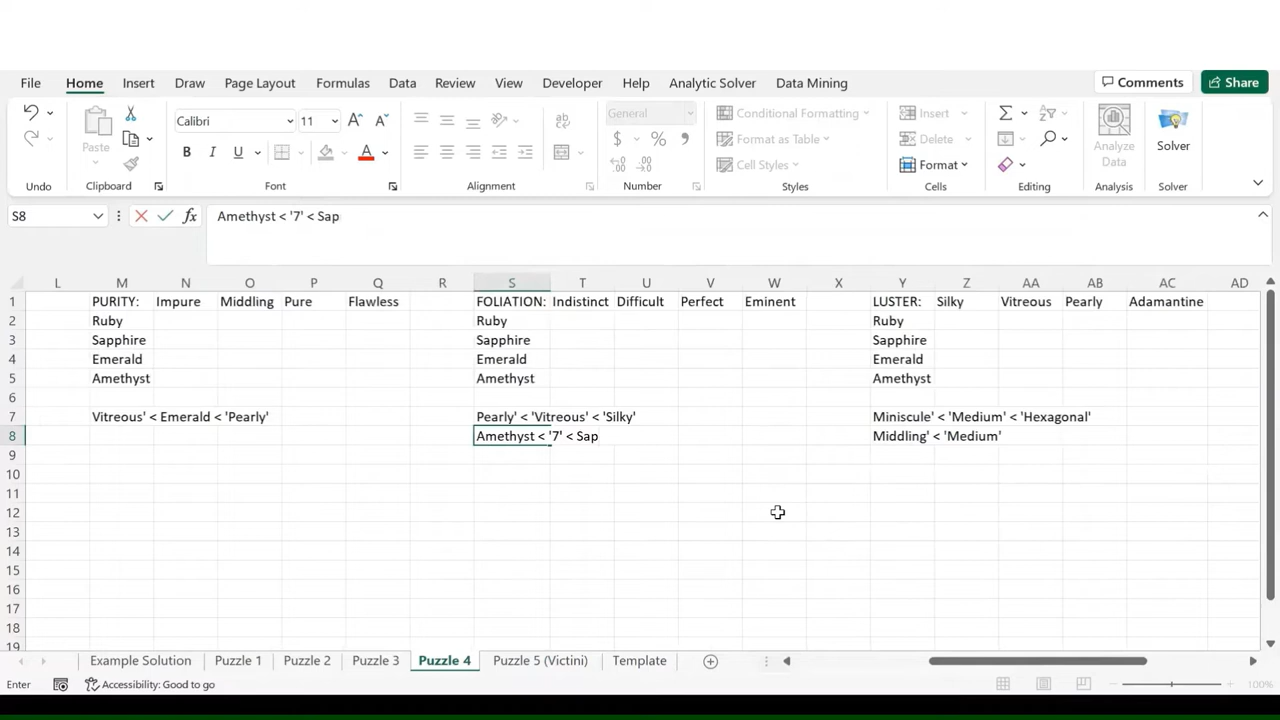 File Home Insert Draw Page Layout Formulas Data Review View Developer Help Analytic Solver Data Mining Comments Share
Calibri 11 General Conditional Formatting Insert
Paste Format as Table Delete Analyze Data Solver
B I U A $ % Cell Styles Format
Undo Clipboard Font Alignment Number Styles Cells Editing Analysis Solver
S8 fx Amethyst < '7' < Sap
L M N O P Q R S T U V W X Y Z AA AB AC AD
1 PURITY: Impure Middling Pure Flawless FOLIATION: Indistinct Difficult Perfect Eminent LUSTER: Silky Vitreous Pearly Adamantine
2 Ruby Ruby Ruby
3 Sapphire Sapphire Sapphire
4 Emerald Emerald Emerald
5 Amethyst Amethyst Amethyst
6
7 Vitreous' < Emerald < 'Pearly' Pearly' < 'Vitreous' < 'Silky' Miniscule' < 'Medium' < 'Hexagonal'
8 Amethyst < '7' < Sap Middling' < 'Medium'
9
10
11
12
13
14
15
16
17
18
19
Example Solution Puzzle 1 Puzzle 2 Puzzle 3 Puzzle 4 Puzzle 5 (Victini) Template
Enter Accessibility: Good to go 100%